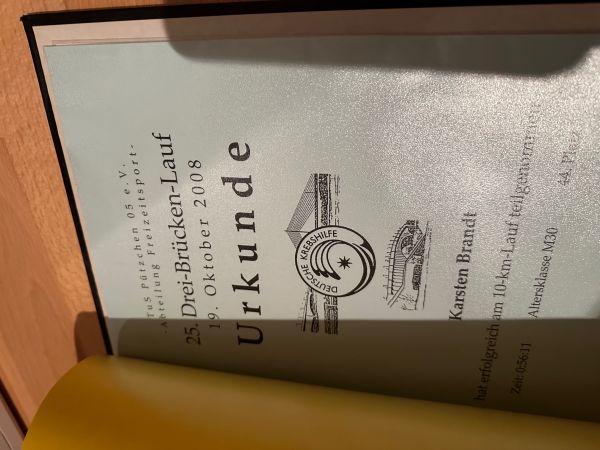 TuS Pützchen 05 e.V.
-Abteilung Freizeitsport-
25. Drei-Brücken-Lauf
19. Oktober 2008
Urkunde
DEUTSCHE KREBSHILFE
Karsten Brandt
hat erfolgreich am 10-km-Lauf teilgenommen
Zeit: 0:56:11 Altersklasse M30 44. Platz